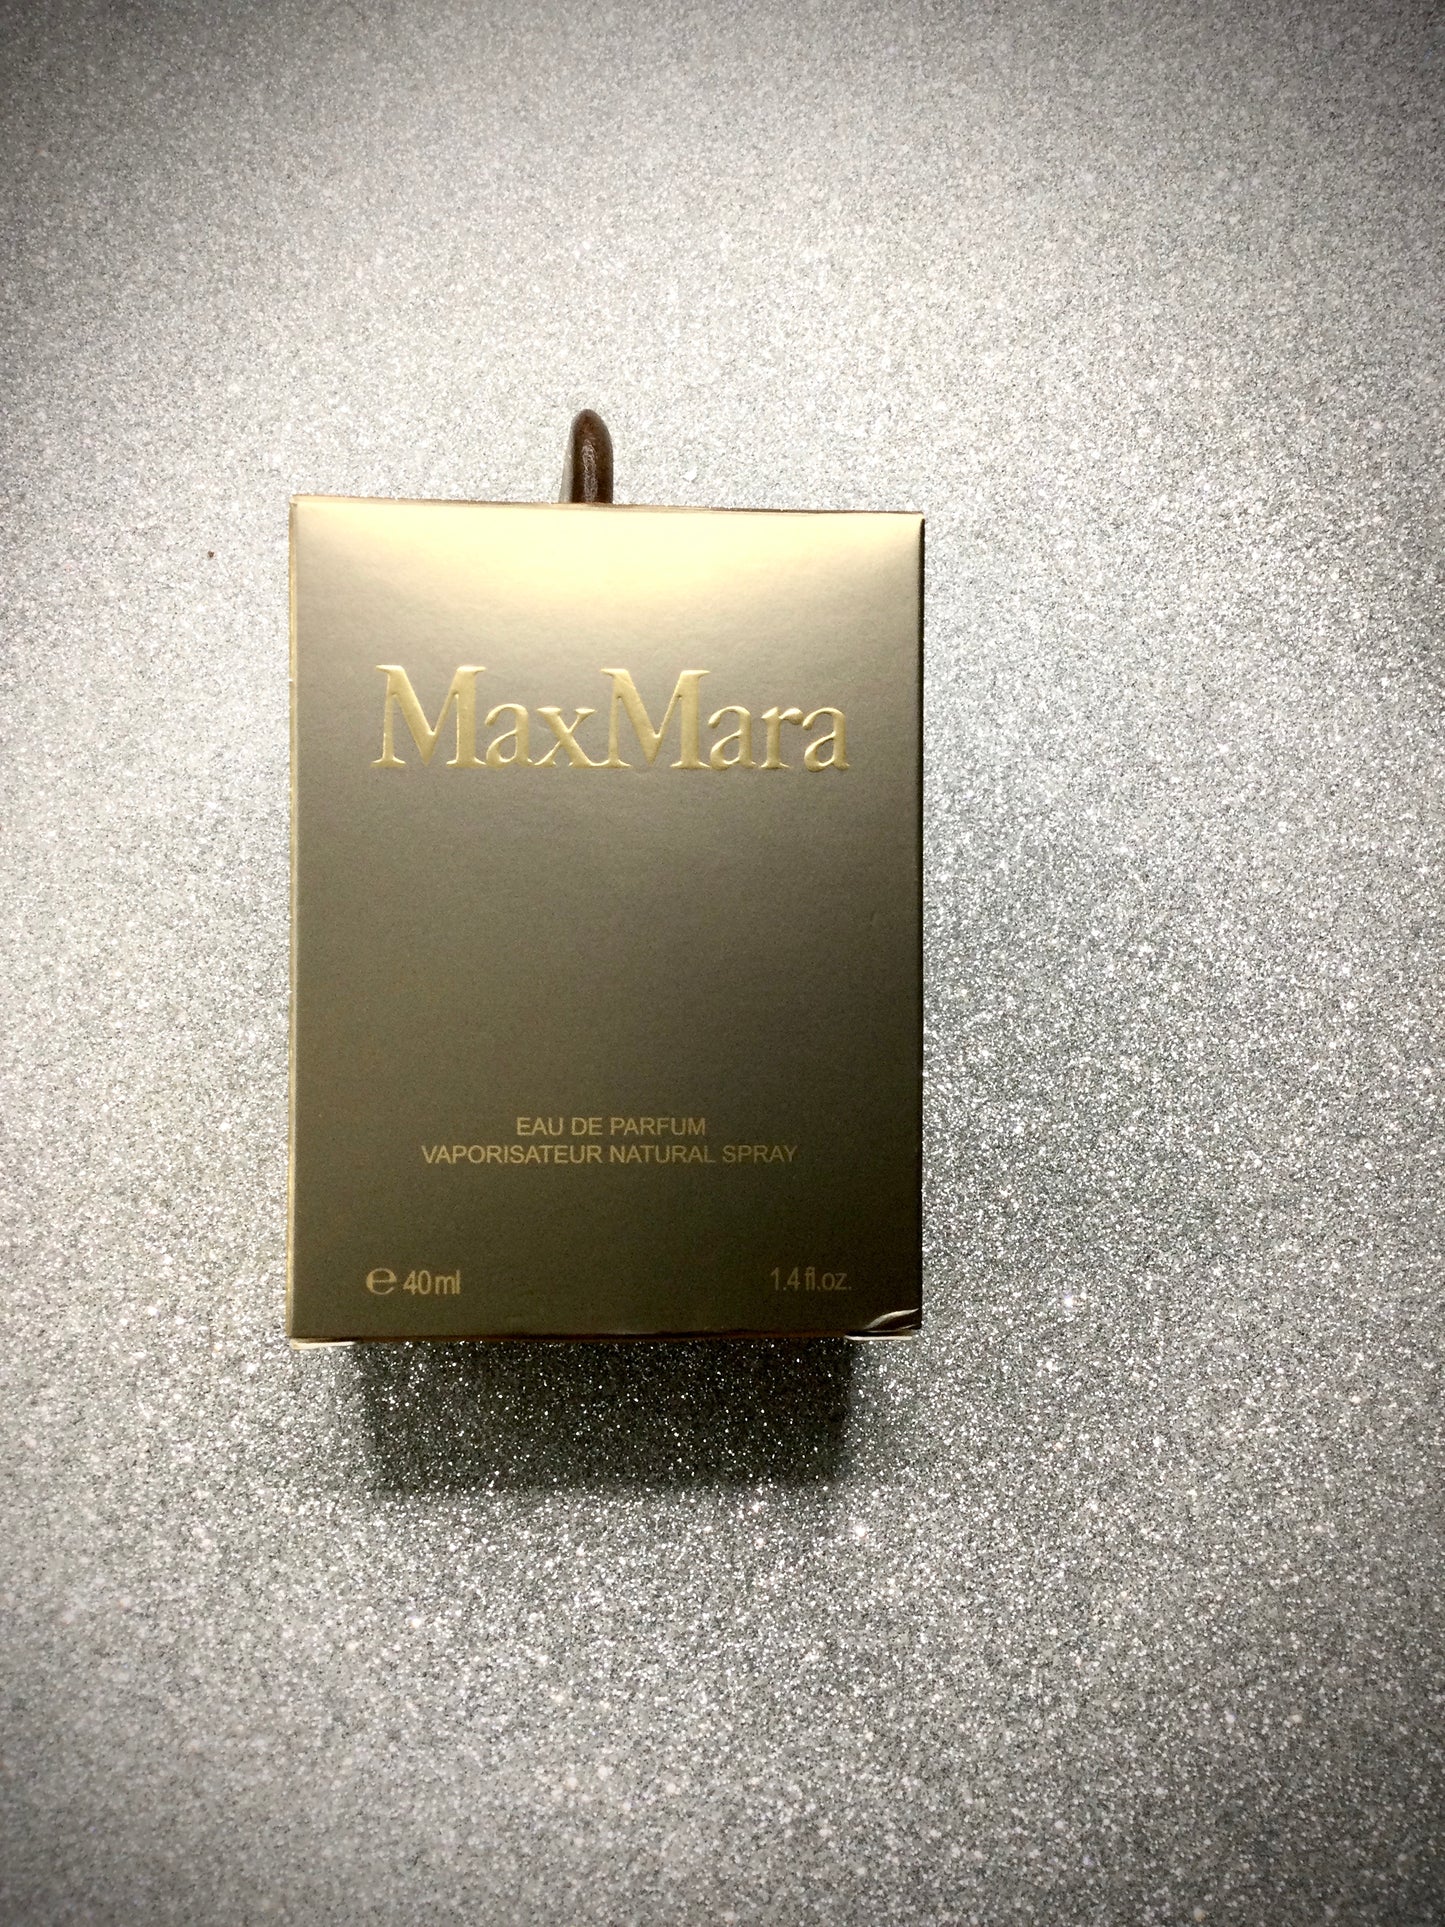 MaxMara
EAU DE PARFUM
VAPORISATEUR NATURAL SPRAY
℮ 40ml 1.4 fl.oz.